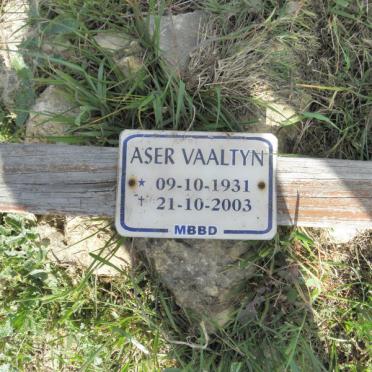 ASER VAALTYN
* 09-10-1931
† 21-10-2003
MBBD